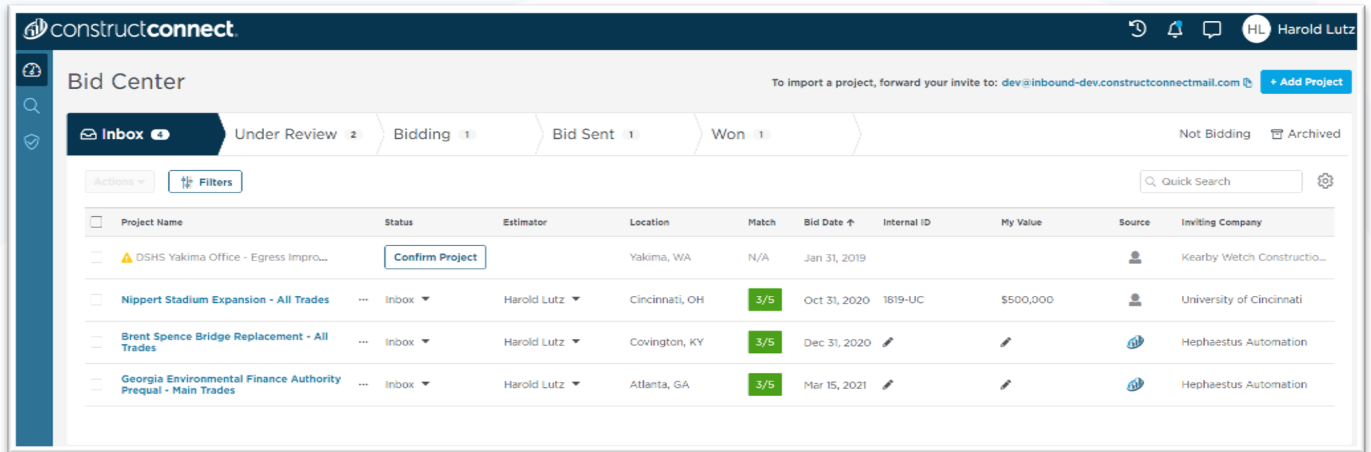 constructconnect.
HL Harold Lutz
Bid Center
To import a project, forward your invite to: dev@inbound-dev.constructconnectmail.com + Add Project
Inbox 4 Under Review 2 Bidding 1 Bid Sent 1 Won 1 Not Bidding Archived
Actions Filters Quick Search
Project Name Status Estimator Location Match Bid Date ↑ Internal ID My Value Source Inviting Company
DSHS Yakima Office - Egress Impro... Confirm Project Yakima, WA N/A Jan 31, 2019 Kearby Wetch Constructio...
Nippert Stadium Expansion - All Trades ... Inbox Harold Lutz Cincinnati, OH 3/5 Oct 31, 2020 1819-UC $500,000 University of Cincinnati
Brent Spence Bridge Replacement - All
Trades ... Inbox Harold Lutz Covington, KY 3/5 Dec 31, 2020 Hephaestus Automation
Georgia Environmental Finance Authority
Prequal - Main Trades ... Inbox Harold Lutz Atlanta, GA 3/5 Mar 15, 2021 Hephaestus Automation